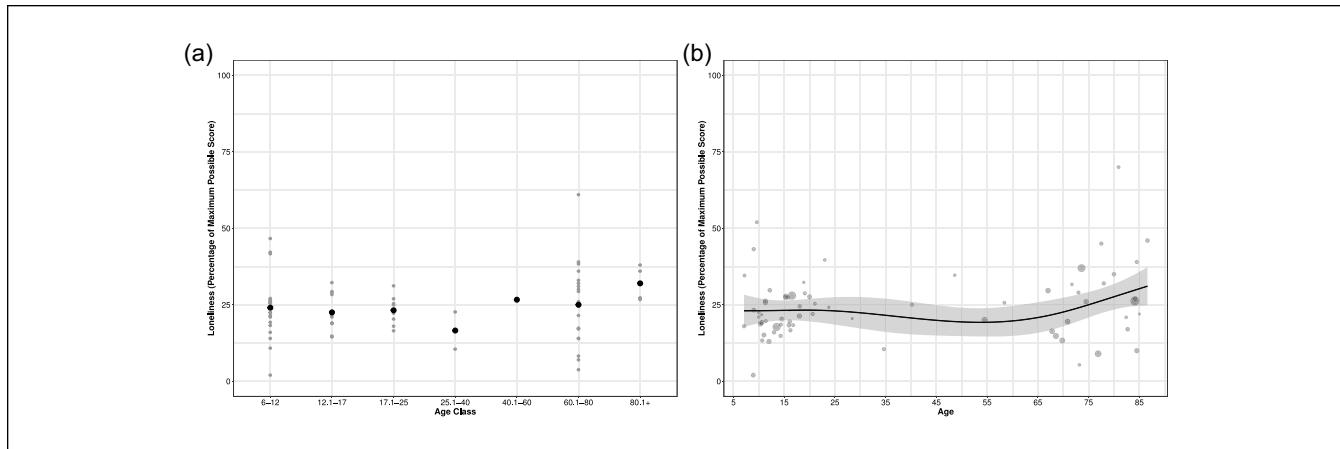 (a)
Loneliness (Percentage of Maximum Possible Score)
100
75
50
25
0
6–12 12.1–17 17.1–25 25.1–40 40.1–60 60.1–80 80.1+
Age Class
(b)
Loneliness (Percentage of Maximum Possible Score)
100
75
50
25
0
5 15 25 35 45 55 65 75 85
Age